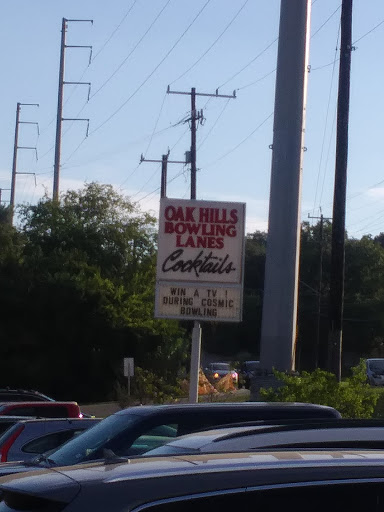 OAK HILLS
BOWLING
LANES
Cocktails
WIN A TV !
DURING COSMIC
BOWLING